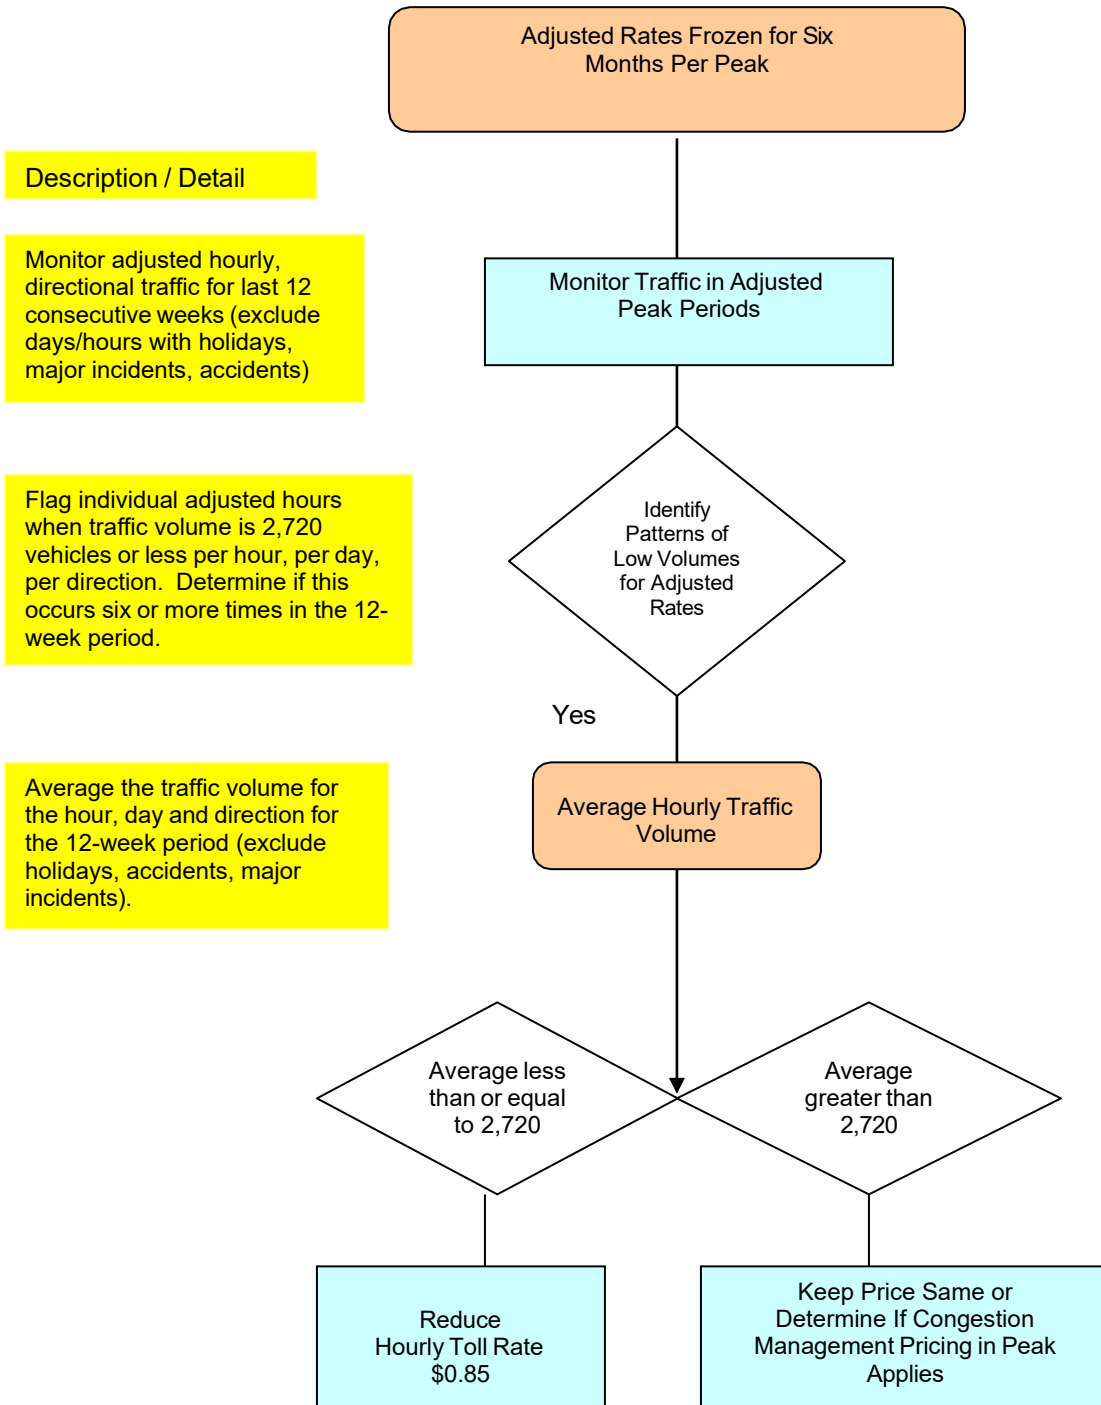 Adjusted Rates Frozen for Six
Months Per Peak
Description / Detail
Monitor adjusted hourly,
directional traffic for last 12
consecutive weeks (exclude
days/hours with holidays,
major incidents, accidents)
Monitor Traffic in Adjusted
Peak Periods
Flag individual adjusted hours
when traffic volume is 2,720
vehicles or less per hour, per day,
per direction.  Determine if this
occurs six or more times in the 12-
week period.
Identify
Patterns of
Low Volumes
for Adjusted
Rates
Yes
Average the traffic volume for
the hour, day and direction for
the 12-week period (exclude
holidays, accidents, major
incidents).
Average Hourly Traffic
Volume
Average less
than or equal
to 2,720
Average
greater than
2,720
Reduce
Hourly Toll Rate
$0.85
Keep Price Same or
Determine If Congestion
Management Pricing in Peak
Applies